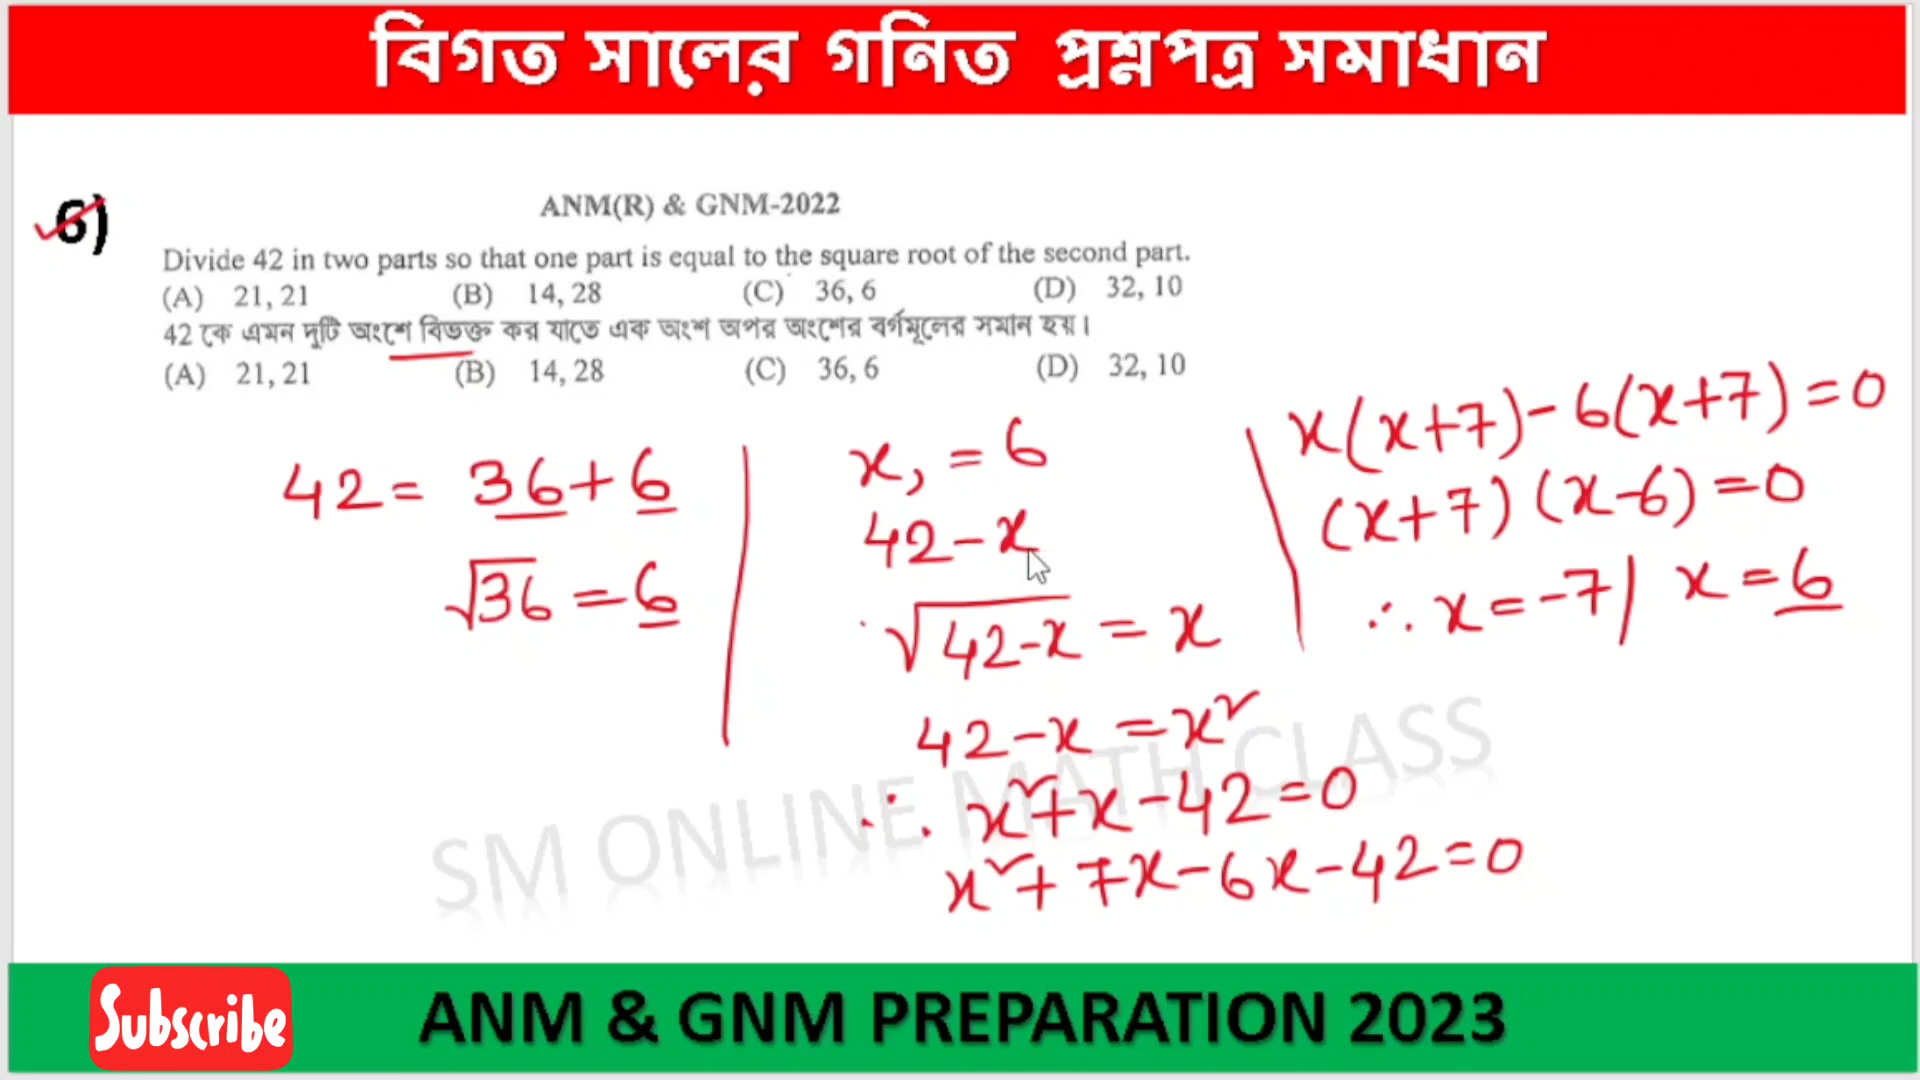 বিগত সালের গনিত প্রশ্নপত্র সমাধান
6)
ANM(R) & GNM-2022
Divide 42 in two parts so that one part is equal to the square root of the second part.
(A) 21, 21 (B) 14, 28 (C) 36, 6 (D) 32, 10
42 কে এমন দুটি অংশে বিভক্ত কর যাতে এক অংশ অপর অংশের বর্গমূলের সমান হয়।
(A) 21, 21 (B) 14, 28 (C) 36, 6 (D) 32, 10
42 = 36 + 6
√36 = 6
x, = 6
42 - x
√42-x = x
42 - x = x²
∴ x² + x - 42 = 0
x² + 7x - 6x - 42 = 0
x(x+7) - 6(x+7) = 0
(x+7) (x-6) = 0
∴ x = -7 | x = 6
SM ONLINE MATH CLASS
Subscribe
ANM & GNM PREPARATION 2023